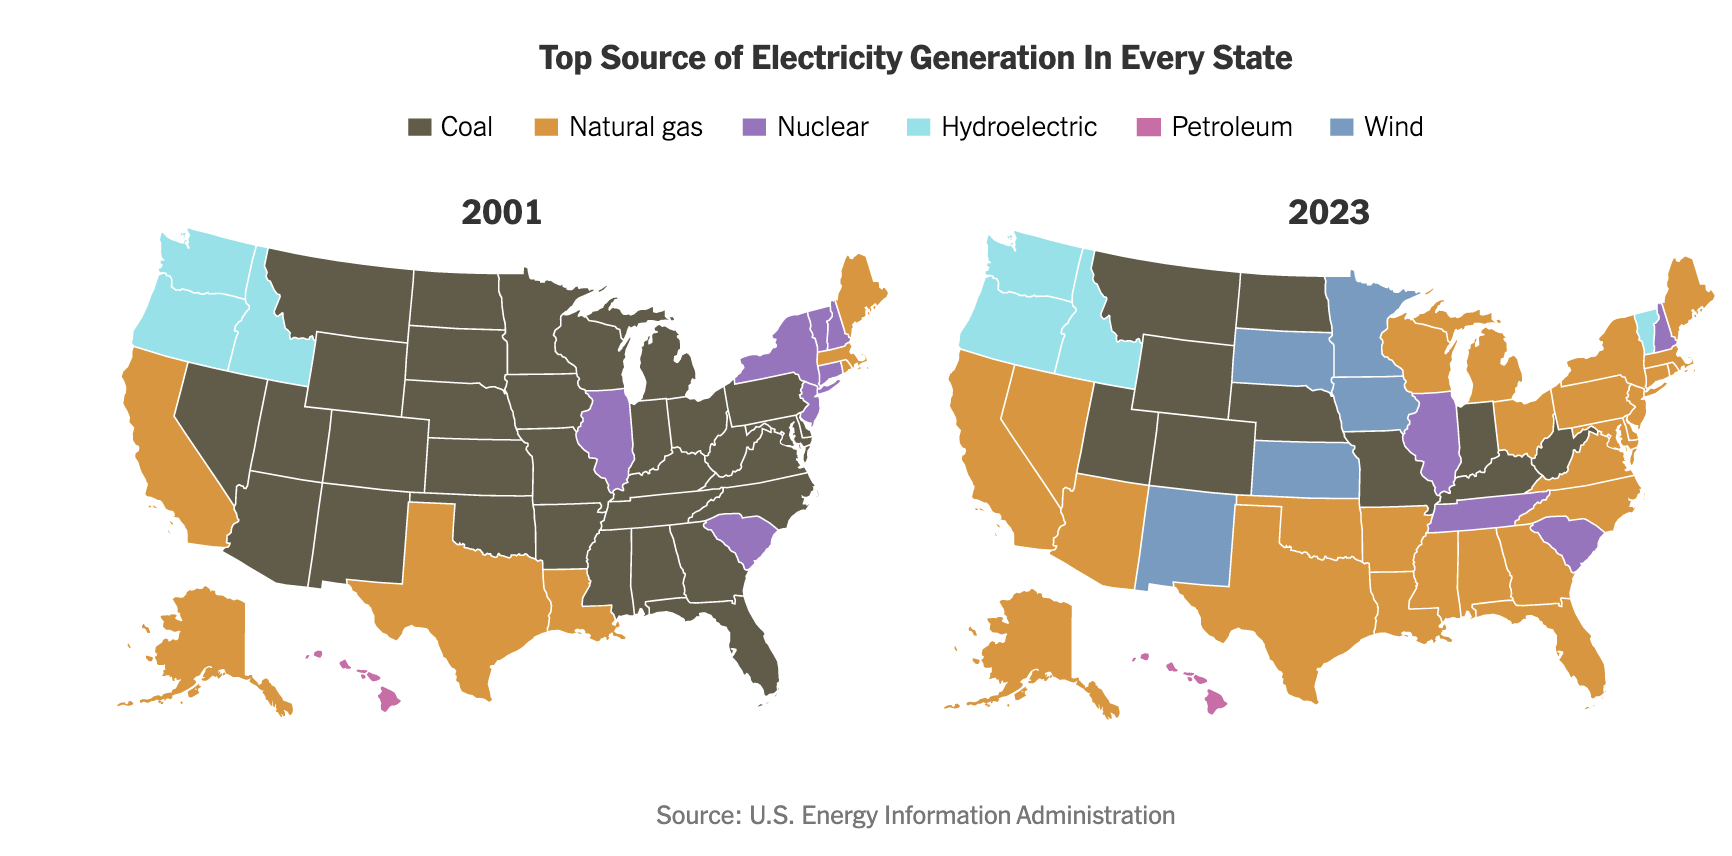 Top Source of Electricity Generation In Every State
Coal Natural gas Nuclear Hydroelectric Petroleum Wind
2001 2023
Source: U.S. Energy Information Administration